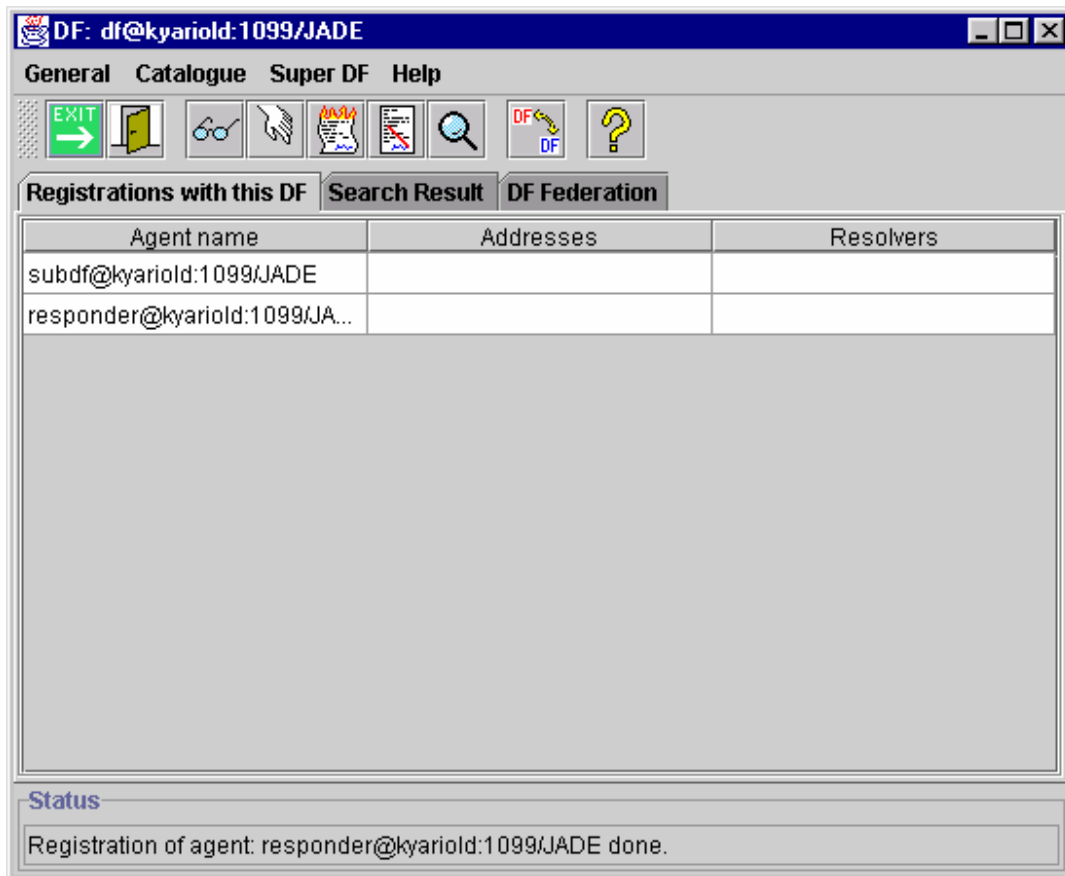 DF: df@kyariold:1099/JADE
General Catalogue Super DF Help
EXIT DF DF
Registrations with this DF Search Result DF Federation
Agent name Addresses Resolvers
subdf@kyariold:1099/JADE
responder@kyariold:1099/JA...
Status
Registration of agent: responder@kyariold:1099/JADE done.